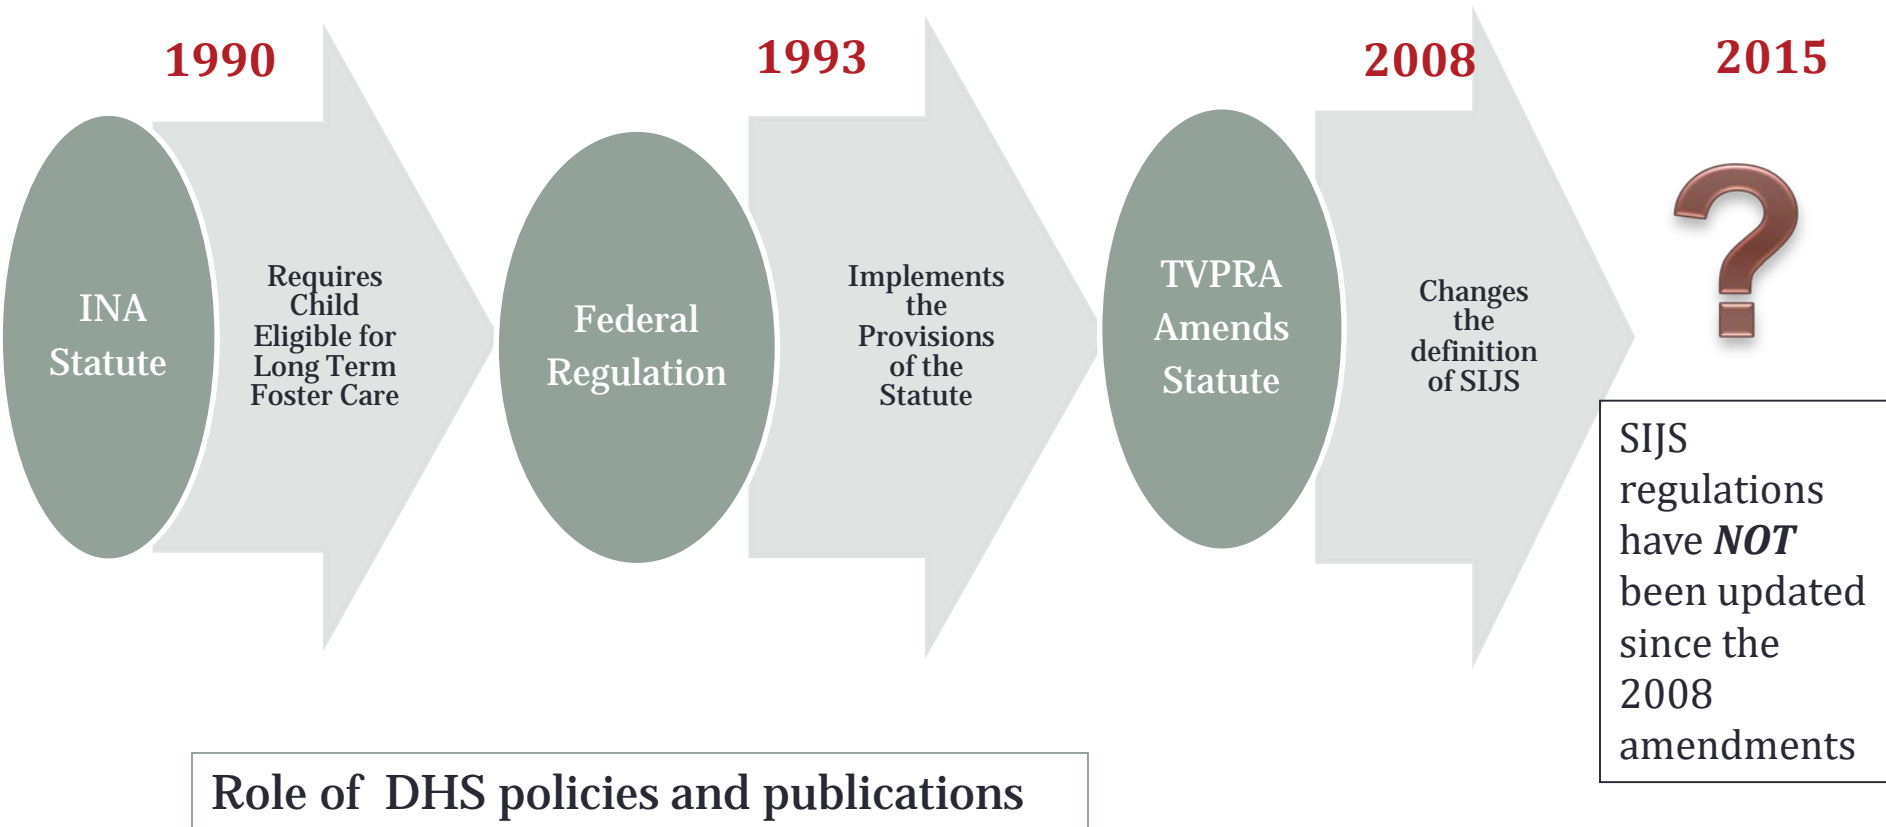 1990
INA
Statute
Requires
Child
Eligible for
Long Term
Foster Care
1993
Federal
Regulation
Implements
the
Provisions
of the
Statute
2008
TVPRA
Amends
Statute
Changes
the
definition
of SIJS
2015
?
SIJS
regulations
have NOT
been updated
since the
2008
amendments
Role of DHS policies and publications